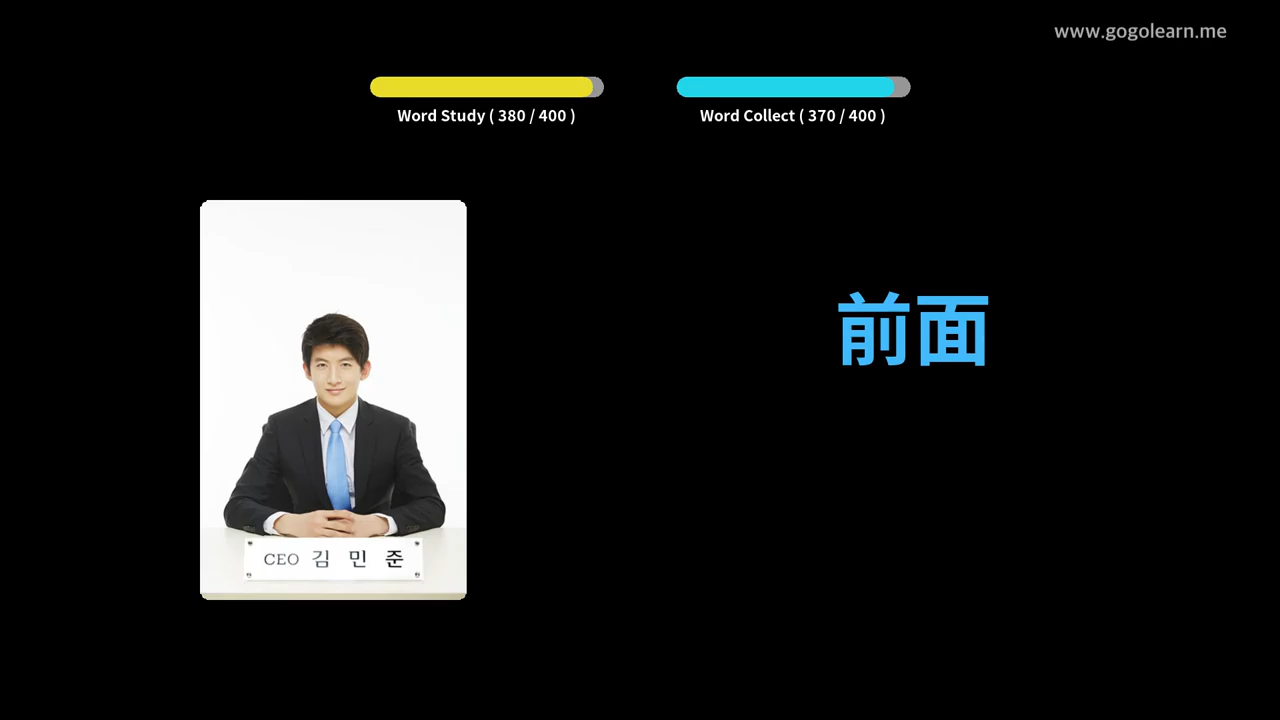 www.gogolearn.me
Word Study ( 380 / 400 )
Word Collect ( 370 / 400 )
前面
CEO 김 민 준